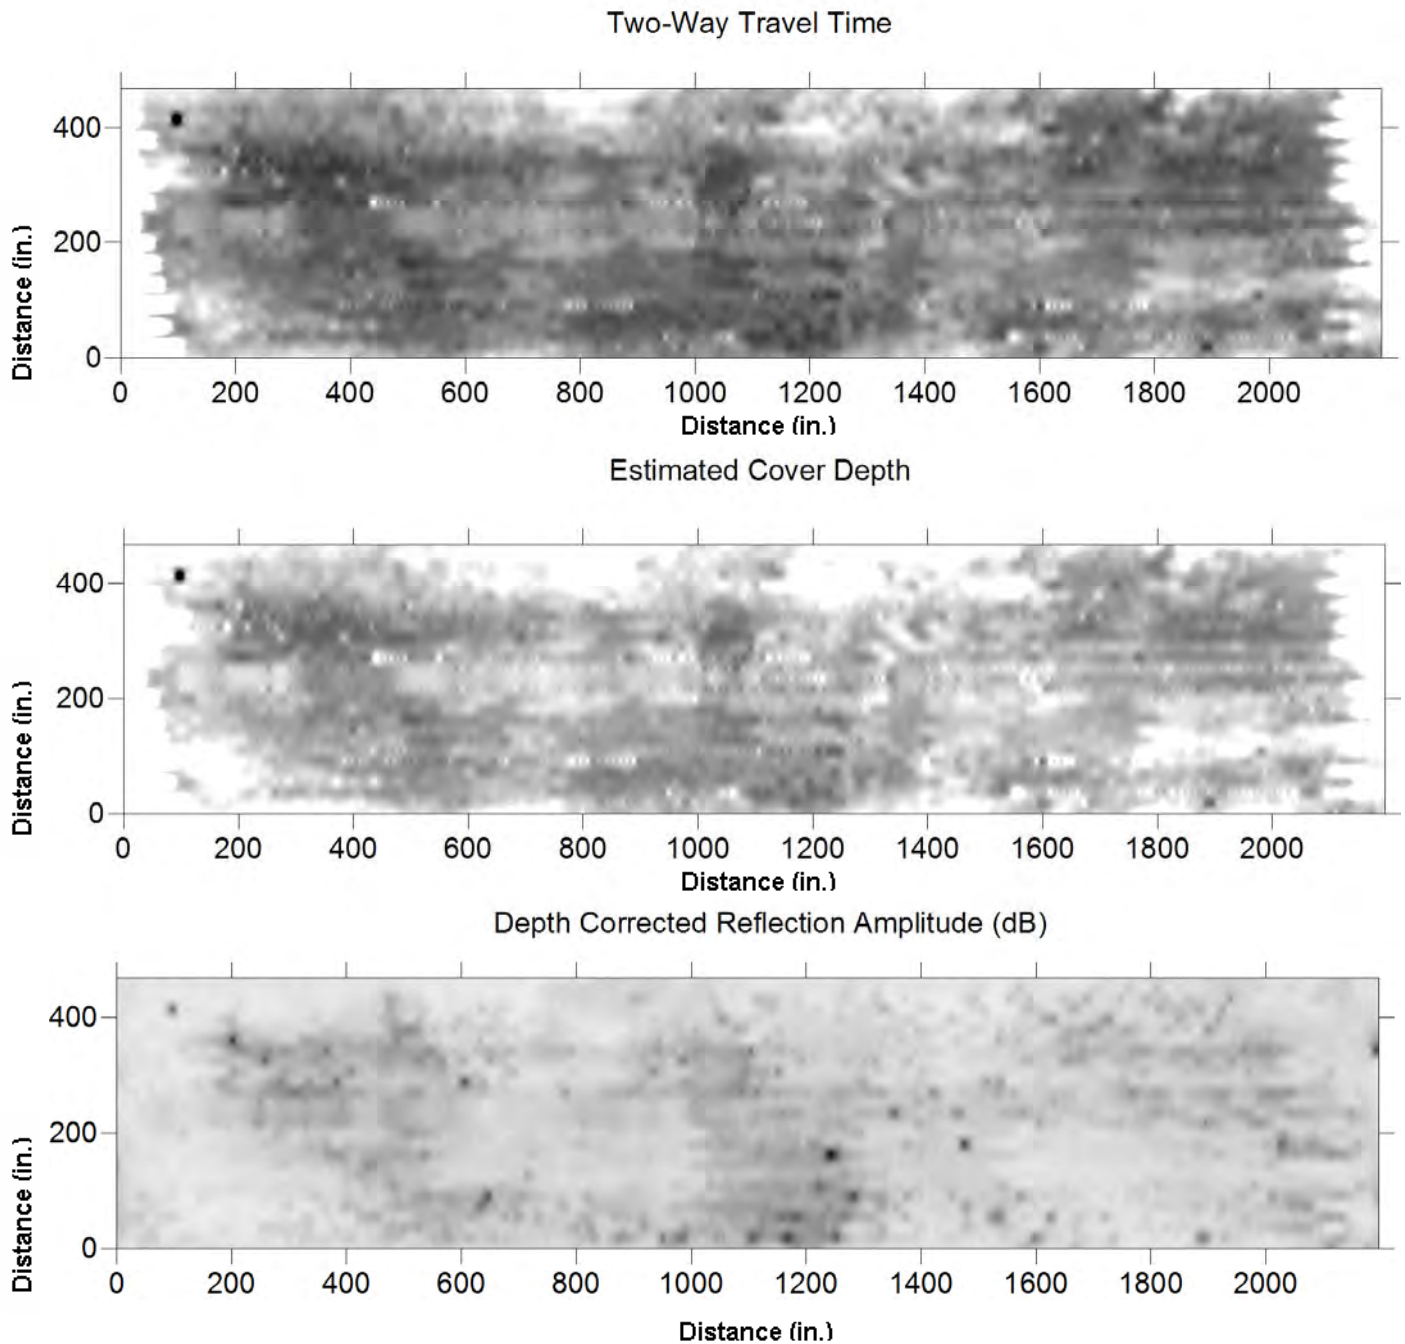 Two-Way Travel Time
400
200
0
Distance (in.)
0 200 400 600 800 1000 1200 1400 1600 1800 2000
Distance (in.)
Estimated Cover Depth
400
200
0
Distance (in.)
0 200 400 600 800 1000 1200 1400 1600 1800 2000
Distance (in.)
Depth Corrected Reflection Amplitude (dB)
400
200
0
Distance (in.)
0 200 400 600 800 1000 1200 1400 1600 1800 2000
Distance (in.)